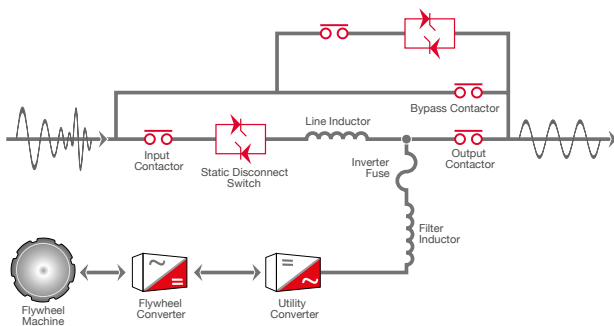 Bypass Contactor
Line Inductor
Input
Contactor
Static Disconnect
Switch
Inverter
Fuse
Output
Contactor
Filter
Inductor
Flywheel
Machine
Flywheel
Converter
Utility
Converter